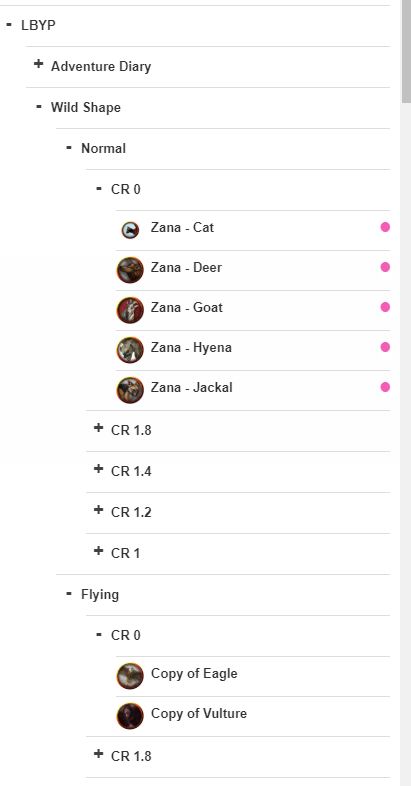 - LBYP
+ Adventure Diary
- Wild Shape
- Normal
- CR 0
Zana - Cat
Zana - Deer
Zana - Goat
Zana - Hyena
Zana - Jackal
+ CR 1.8
+ CR 1.4
+ CR 1.2
+ CR 1
- Flying
- CR 0
Copy of Eagle
Copy of Vulture
+ CR 1.8